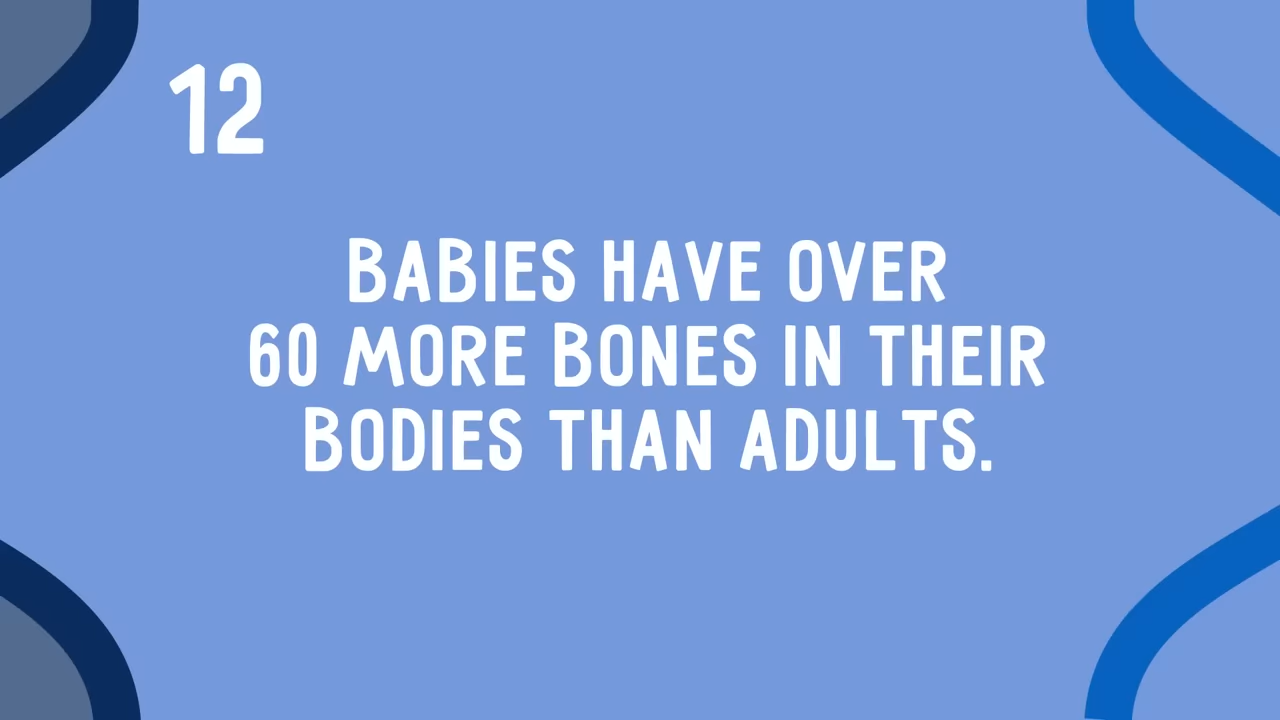 12
BABIES HAVE OVER
60 MORE BONES IN THEIR
BODIES THAN ADULTS.